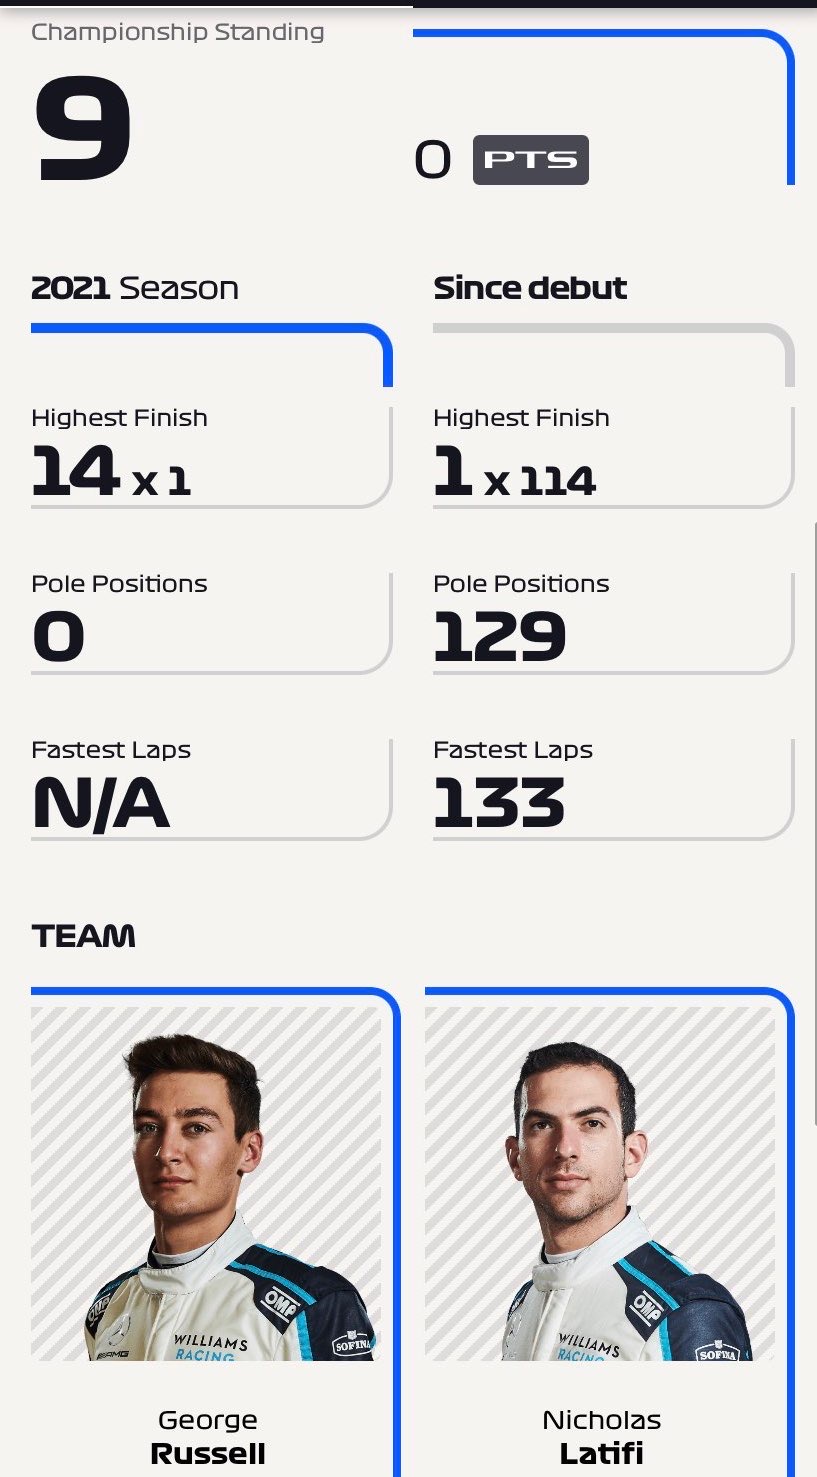 Championship Standing
9
0 PTS
2021 Season
Since debut
Highest Finish
14 x 1
Highest Finish
1 x 114
Pole Positions
0
Pole Positions
129
Fastest Laps
N/A
Fastest Laps
133
TEAM
OMP
OMP
WILLIAMS
RACING
SOFINA
AMG
OMP
WILLIAMS
RACING
SOFINA
George
Russell
Nicholas
Latifi